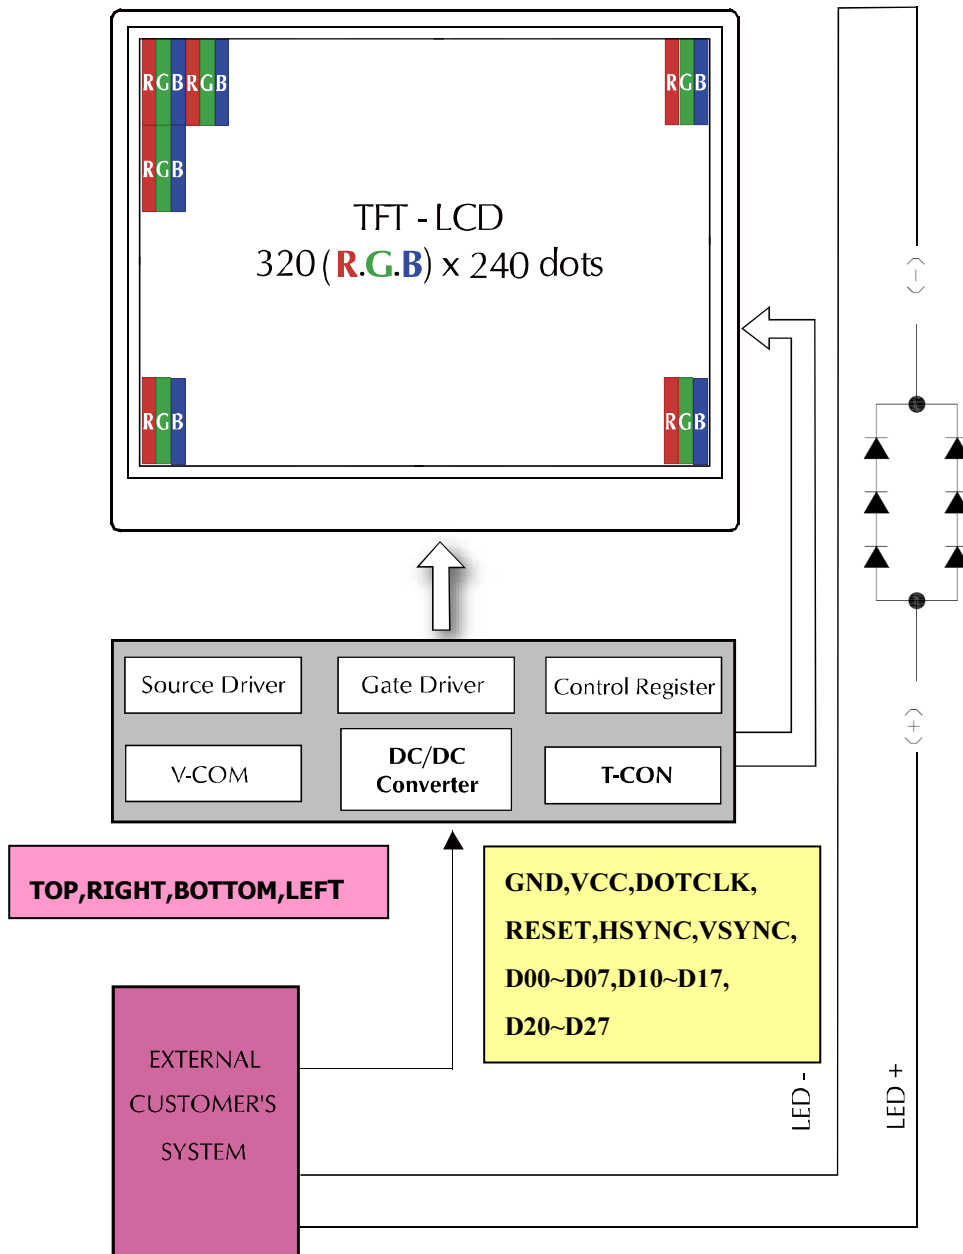 RGBRGB
RGB
RGB
TFT - LCD
320 (R.G.B) x 240 dots
(-)
RGB
RGB
Source Driver
Gate Driver
Control Register
(+)
V-COM
DC/DC
Converter
T-CON
TOP,RIGHT,BOTTOM,LEFT
GND,VCC,DOTCLK,
RESET,HSYNC,VSYNC,
D00~D07,D10~D17,
D20~D27
EXTERNAL
CUSTOMER'S
SYSTEM
LED -
LED +